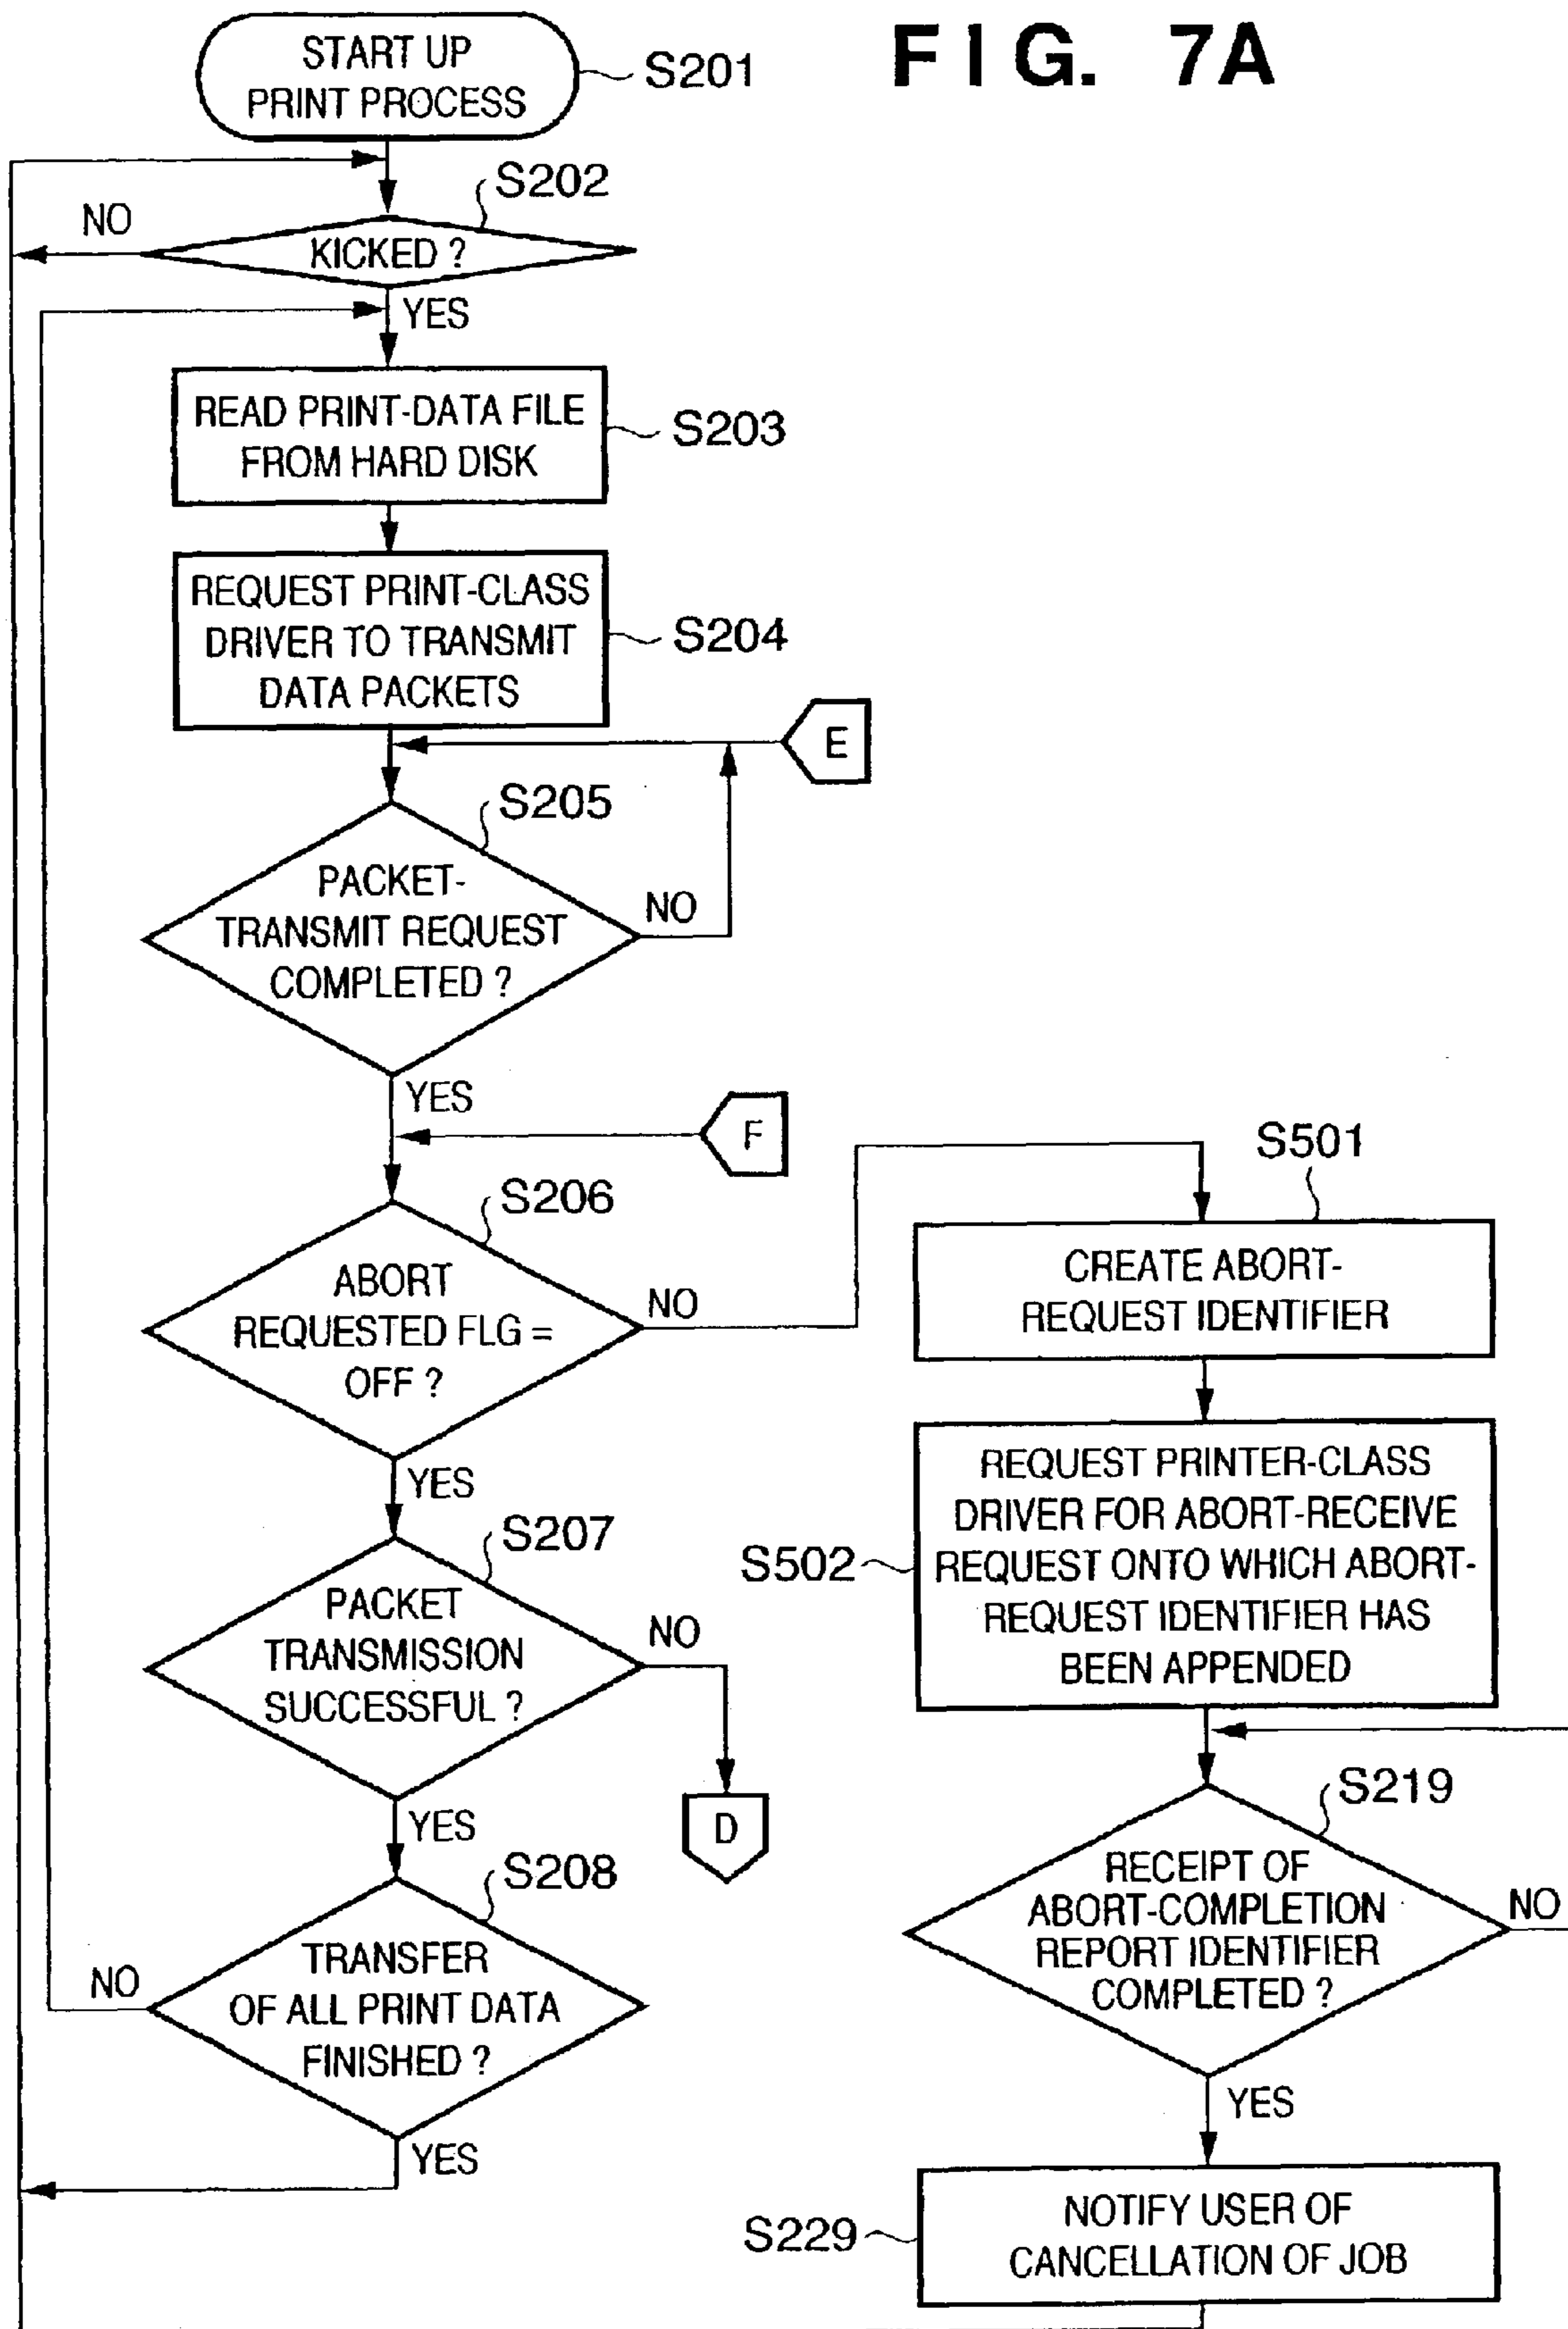 FIG. 7A
START UP
PRINT PROCESS
S201
S202
NO
KICKED ?
YES
READ PRINT-DATA FILE
FROM HARD DISK
S203
REQUEST PRINT-CLASS
DRIVER TO TRANSMIT
DATA PACKETS
S204
E
S205
PACKET-
TRANSMIT REQUEST
COMPLETED ?
NO
YES
F
S206
ABORT
REQUESTED FLG =
OFF ?
NO
YES
S207
PACKET
TRANSMISSION
SUCCESSFUL ?
NO
D
YES
S208
TRANSFER
OF ALL PRINT DATA
FINISHED ?
NO
YES
S501
CREATE ABORT-
REQUEST IDENTIFIER
S502
REQUEST PRINTER-CLASS
DRIVER FOR ABORT-RECEIVE
REQUEST ONTO WHICH ABORT-
REQUEST IDENTIFIER HAS
BEEN APPENDED
S219
RECEIPT OF
ABORT-COMPLETION
REPORT IDENTIFIER
COMPLETED ?
NO
YES
S229
NOTIFY USER OF
CANCELLATION OF JOB